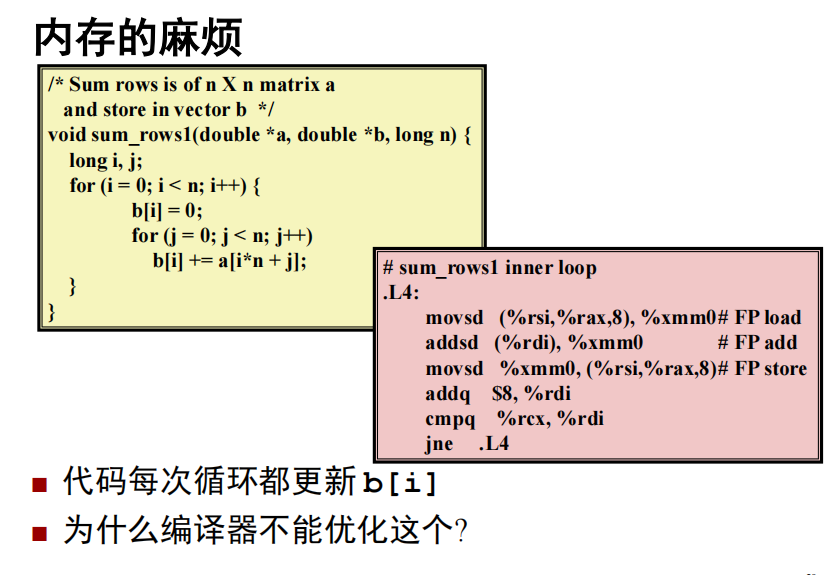 内存的麻烦
/* Sum rows is of n X n matrix a
and store in vector b */
void sum_rows1(double *a, double *b, long n) {
long i, j;
for (i = 0; i < n; i++) {
b[i] = 0;
for (j = 0; j < n; j++)
b[i] += a[i*n + j];
}
}
# sum_rows1 inner loop
.L4:
movsd (%rsi,%rax,8), %xmm0# FP load
addsd (%rdi), %xmm0 # FP add
movsd %xmm0, (%rsi,%rax,8)# FP store
addq $8, %rdi
cmpq %rcx, %rdi
jne .L4
■ 代码每次循环都更新b[i]
■ 为什么编译器不能优化这个?